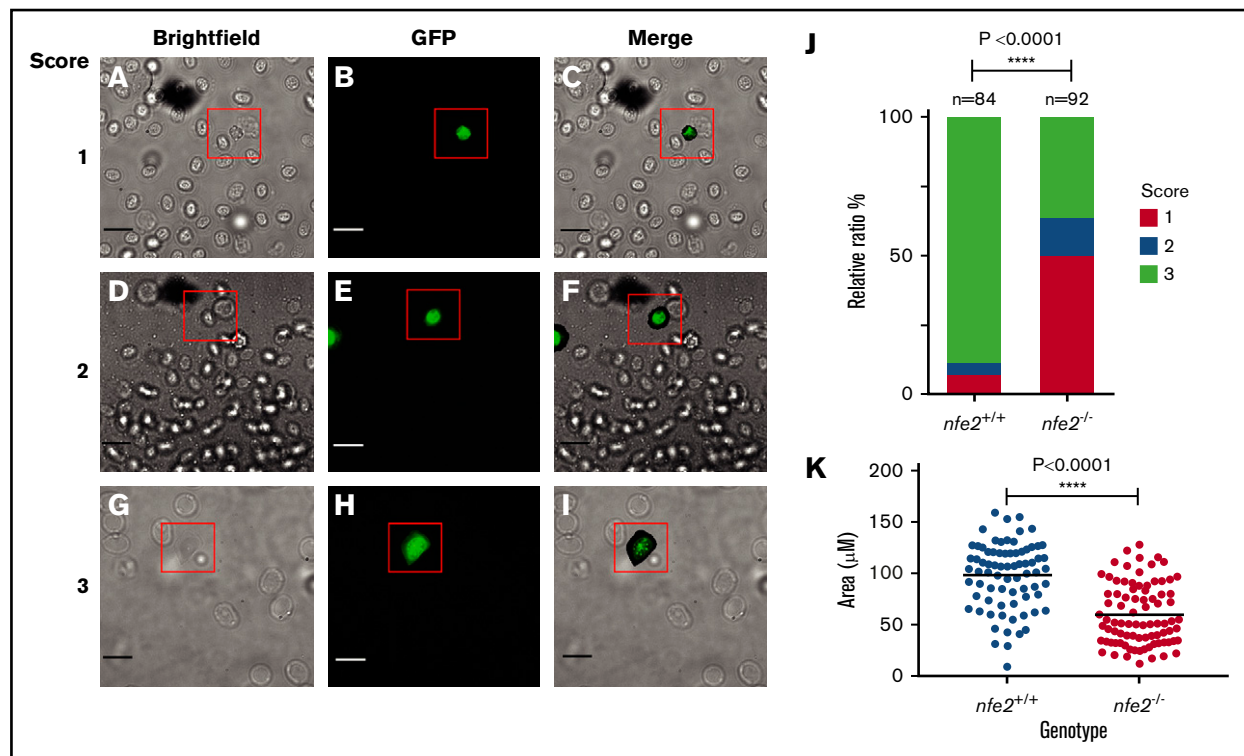 Brightfield GFP Merge
Score
A B C
1
D E F
2
G H I
3
J
P <0.0001
****
n=84 n=92
100
50
0
Relative ratio %
nfe2+/+ nfe2-/-
Score
1
2
3
K
P<0.0001
****
200
150
100
50
0
Area (µM)
nfe2+/+ nfe2-/-
Genotype